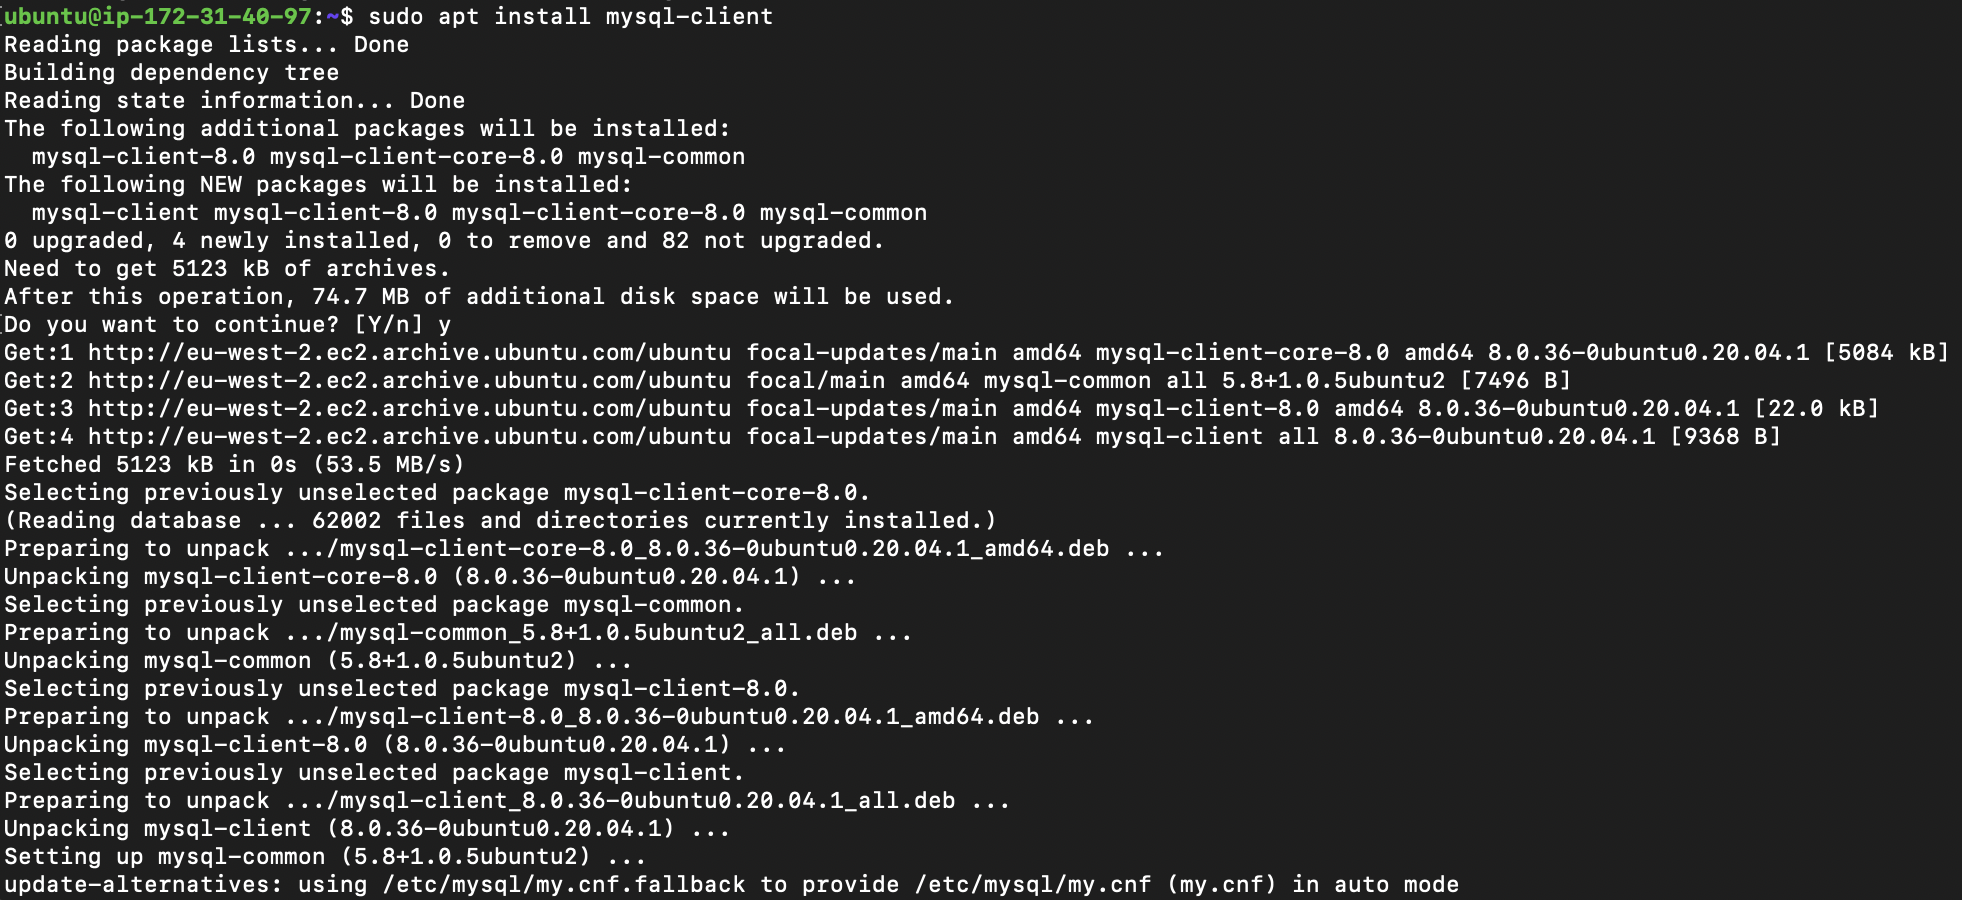 ubuntu@ip-172-31-40-97:~$ sudo apt install mysql-client
Reading package lists... Done
Building dependency tree
Reading state information... Done
The following additional packages will be installed:
  mysql-client-8.0 mysql-client-core-8.0 mysql-common
The following NEW packages will be installed:
  mysql-client mysql-client-8.0 mysql-client-core-8.0 mysql-common
0 upgraded, 4 newly installed, 0 to remove and 82 not upgraded.
Need to get 5123 kB of archives.
After this operation, 74.7 MB of additional disk space will be used.
Do you want to continue? [Y/n] y
Get:1 http://eu-west-2.ec2.archive.ubuntu.com/ubuntu focal-updates/main amd64 mysql-client-core-8.0 amd64 8.0.36-0ubuntu0.20.04.1 [5084 kB]
Get:2 http://eu-west-2.ec2.archive.ubuntu.com/ubuntu focal/main amd64 mysql-common all 5.8+1.0.5ubuntu2 [7496 B]
Get:3 http://eu-west-2.ec2.archive.ubuntu.com/ubuntu focal-updates/main amd64 mysql-client-8.0 amd64 8.0.36-0ubuntu0.20.04.1 [22.0 kB]
Get:4 http://eu-west-2.ec2.archive.ubuntu.com/ubuntu focal-updates/main amd64 mysql-client all 8.0.36-0ubuntu0.20.04.1 [9368 B]
Fetched 5123 kB in 0s (53.5 MB/s)
Selecting previously unselected package mysql-client-core-8.0.
(Reading database ... 62002 files and directories currently installed.)
Preparing to unpack .../mysql-client-core-8.0_8.0.36-0ubuntu0.20.04.1_amd64.deb ...
Unpacking mysql-client-core-8.0 (8.0.36-0ubuntu0.20.04.1) ...
Selecting previously unselected package mysql-common.
Preparing to unpack .../mysql-common_5.8+1.0.5ubuntu2_all.deb ...
Unpacking mysql-common (5.8+1.0.5ubuntu2) ...
Selecting previously unselected package mysql-client-8.0.
Preparing to unpack .../mysql-client-8.0_8.0.36-0ubuntu0.20.04.1_amd64.deb ...
Unpacking mysql-client-8.0 (8.0.36-0ubuntu0.20.04.1) ...
Selecting previously unselected package mysql-client.
Preparing to unpack .../mysql-client_8.0.36-0ubuntu0.20.04.1_all.deb ...
Unpacking mysql-client (8.0.36-0ubuntu0.20.04.1) ...
Setting up mysql-common (5.8+1.0.5ubuntu2) ...
update-alternatives: using /etc/mysql/my.cnf.fallback to provide /etc/mysql/my.cnf (my.cnf) in auto mode